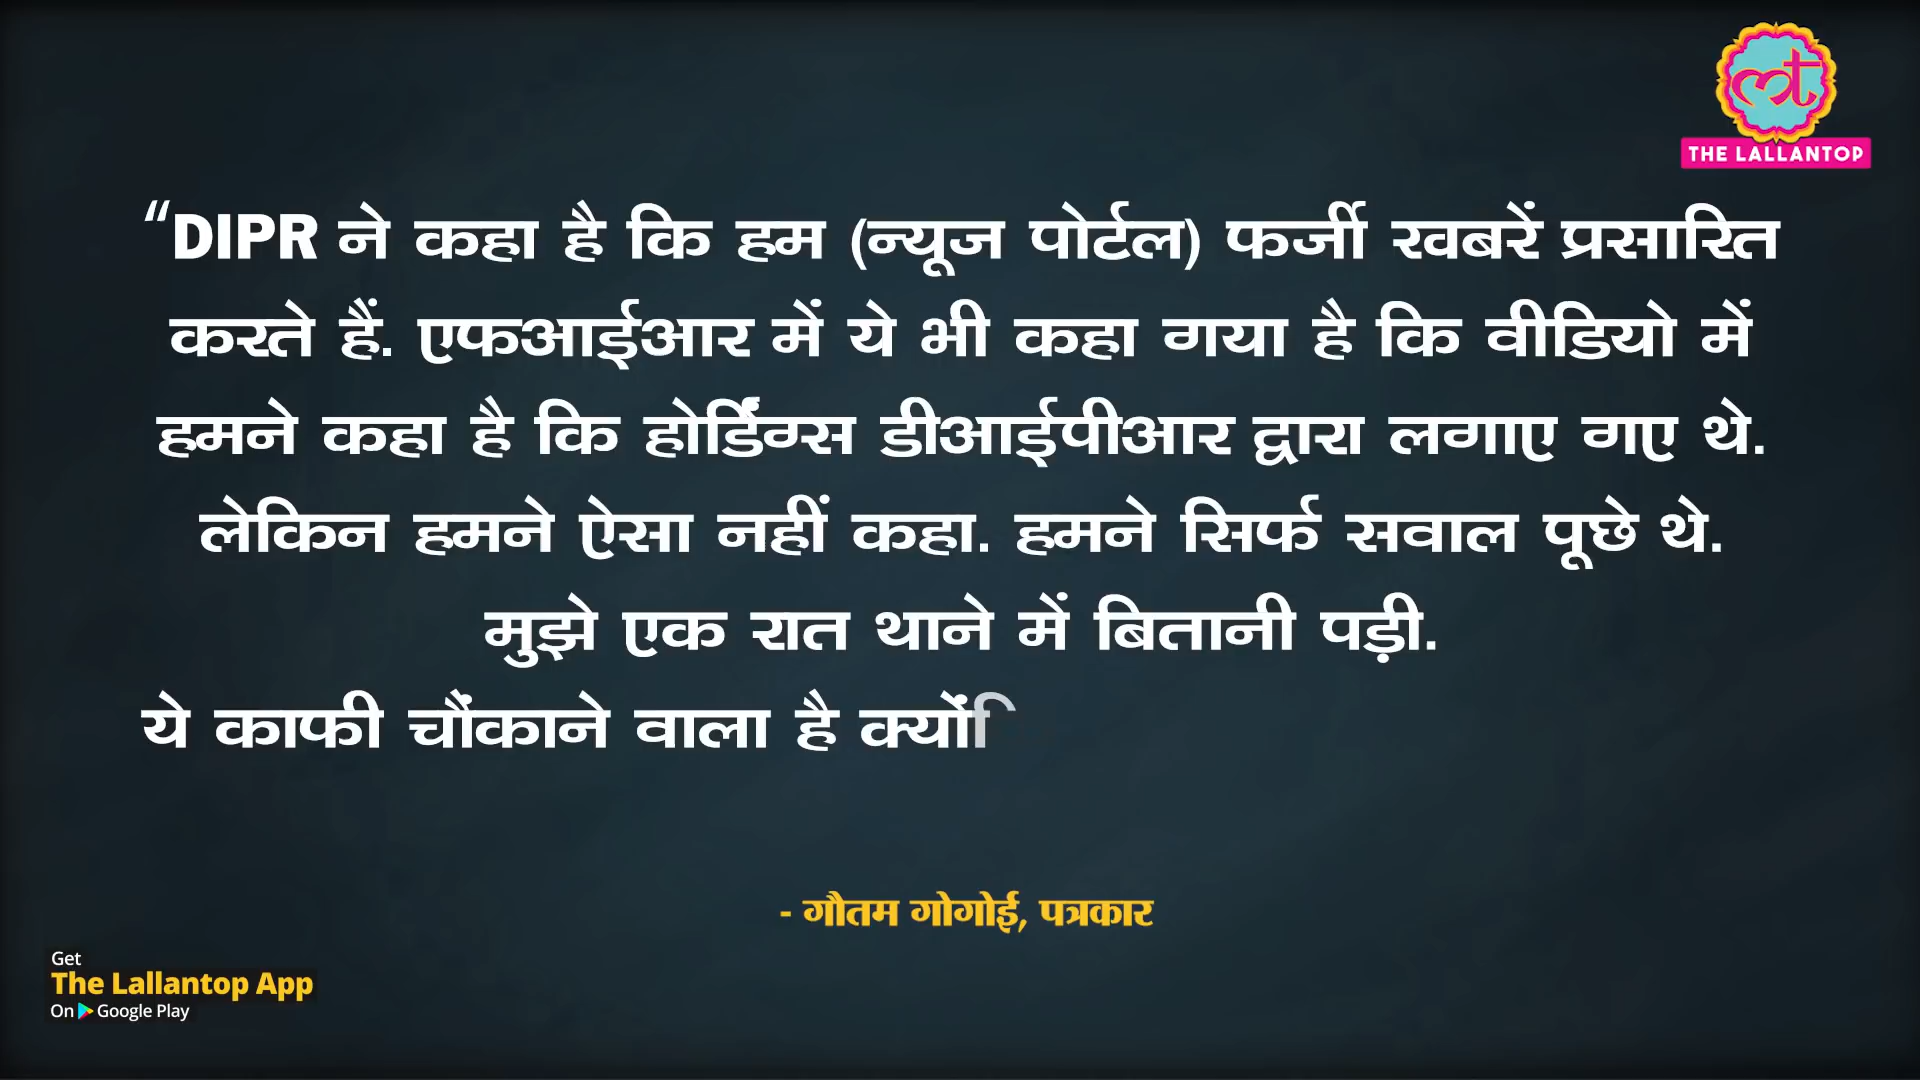 THE LALLANTOP
“DIPR ने कहा है कि हम (न्यूज पोर्टल) फर्जी खबरें प्रसारित
करते हैं. एफआईआर में ये भी कहा गया है कि वीडियो में
हमने कहा है कि होर्डिंग्स डीआईपीआर द्वारा लगाए गए थे.
लेकिन हमने ऐसा नहीं कहा. हमने सिर्फ सवाल पूछे थे.
मुझे एक रात थाने में बितानी पड़ी.
ये काफी चौंकाने वाला है
- गौतम गोगोई, पत्रकार
Get
The Lallantop App
On Google Play